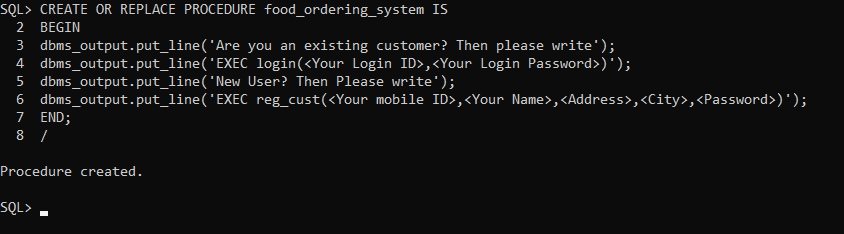 SQL> CREATE OR REPLACE PROCEDURE food_ordering_system IS
  2  BEGIN
  3  dbms_output.put_line('Are you an existing customer? Then please write');
  4  dbms_output.put_line('EXEC login(<Your Login ID>,<Your Login Password>)');
  5  dbms_output.put_line('New User? Then Please write');
  6  dbms_output.put_line('EXEC reg_cust(<Your mobile ID>,<Your Name>,<Address>,<City>,<Password>)');
  7  END;
  8  /
Procedure created.
SQL>